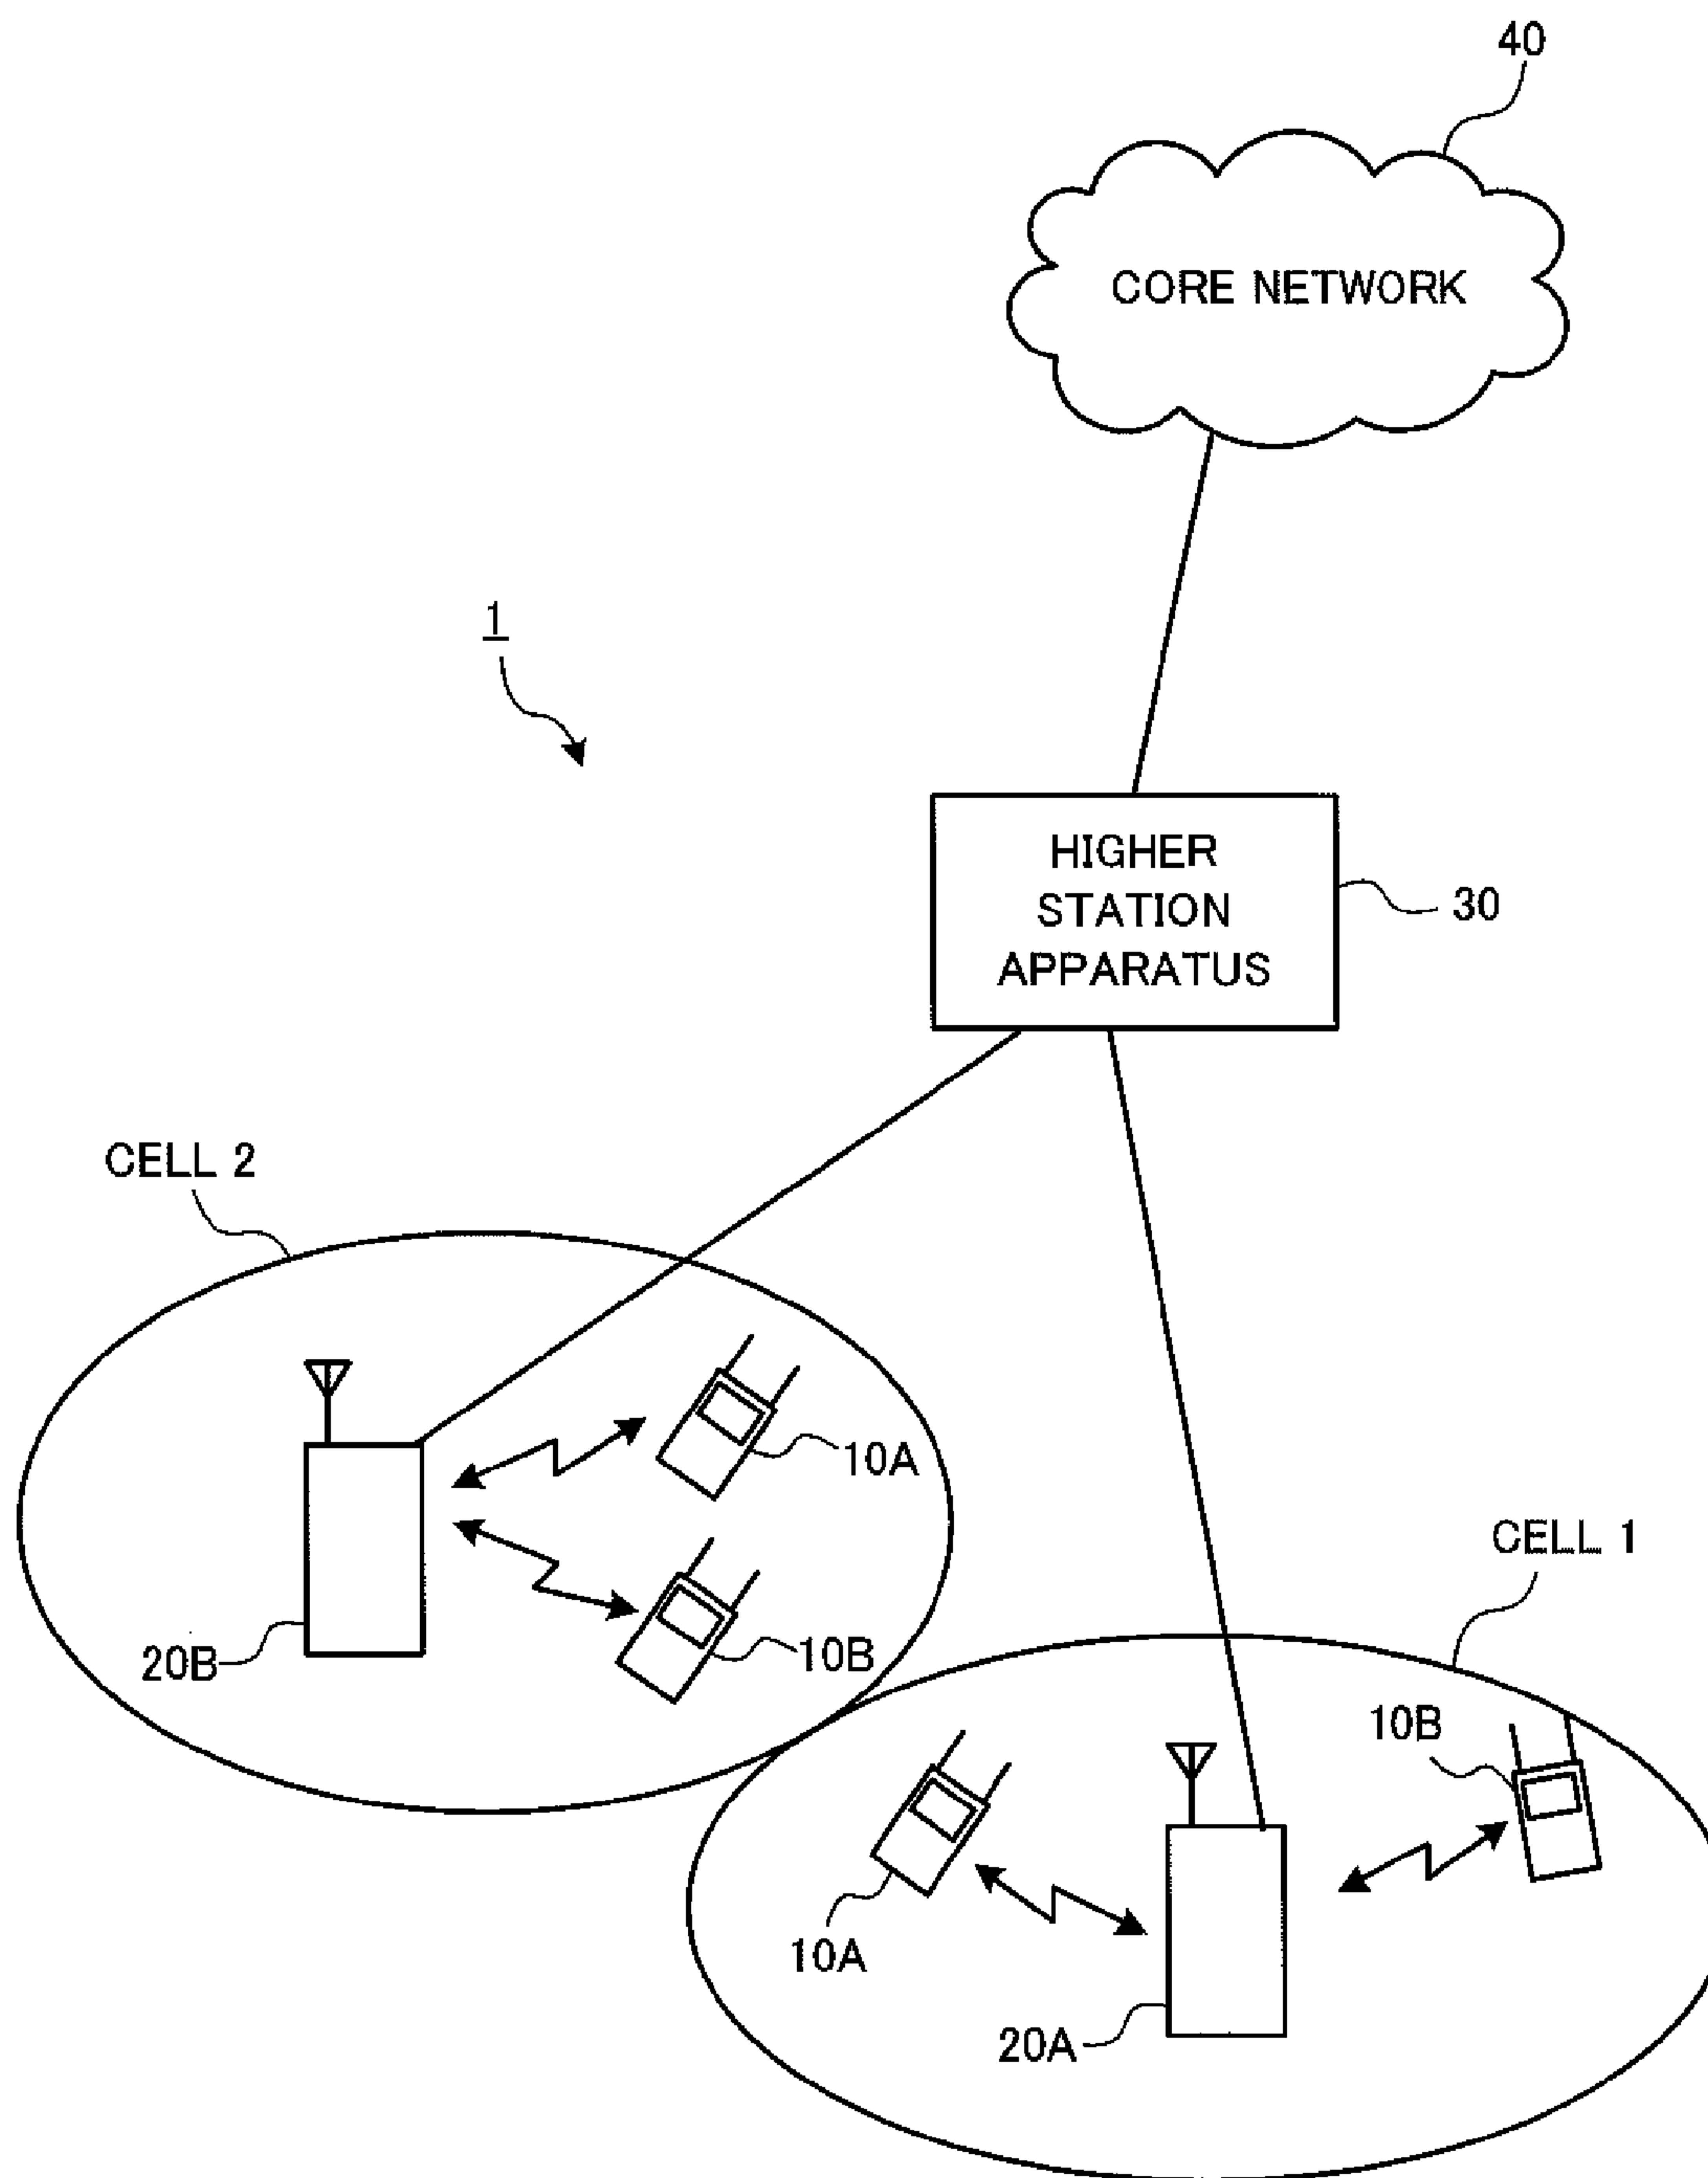 40
CORE NETWORK
1
HIGHER
STATION
APPARATUS
30
CELL 2
10A
CELL 1
20B
10B
10B
10A
20A